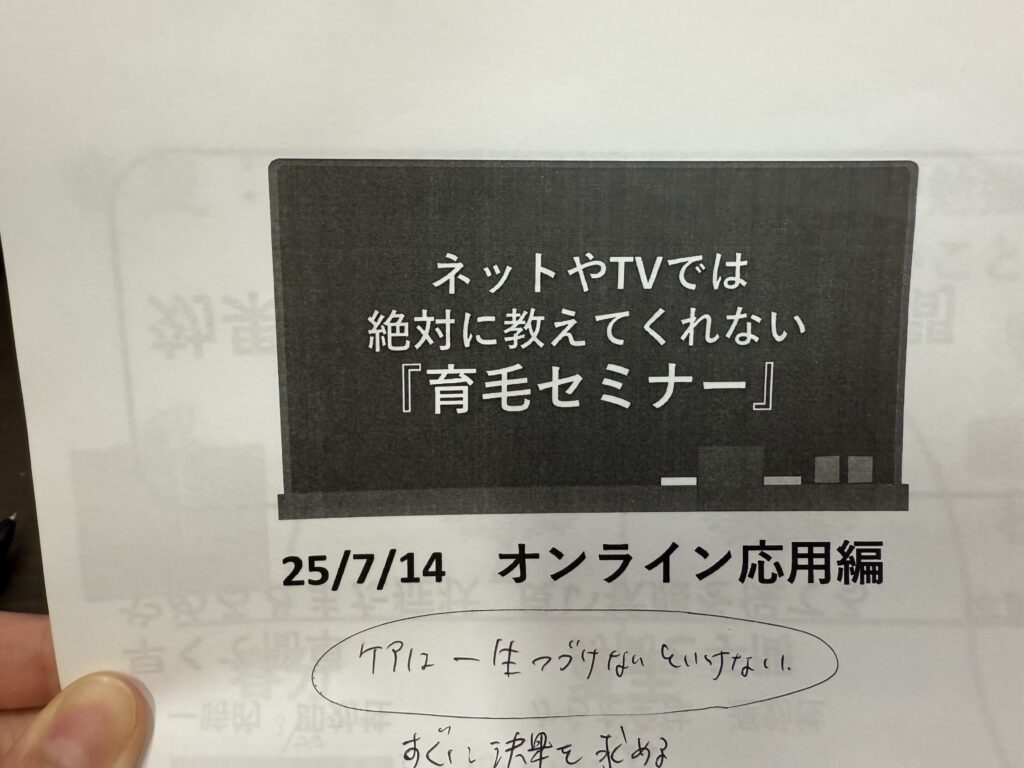 ネットやTVでは
絶対に教えてくれない
『育毛セミナー』
25/7/14 オンライン応用編
ケアは一生つづけないといけない.
すぐに決果を求める